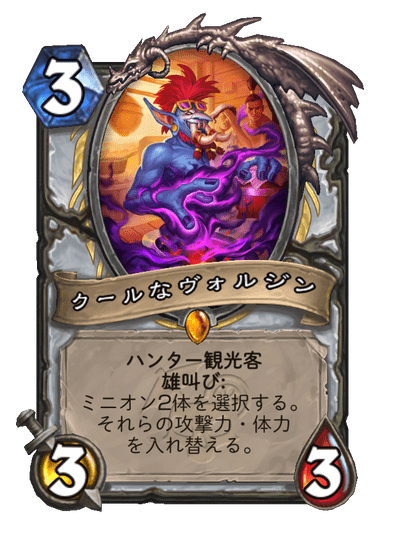 3
クールなヴォルジン
ハンター観光客
雄叫び:
ミニオン2体を選択する。
それらの攻撃力・体力
を入れ替える。
3
3